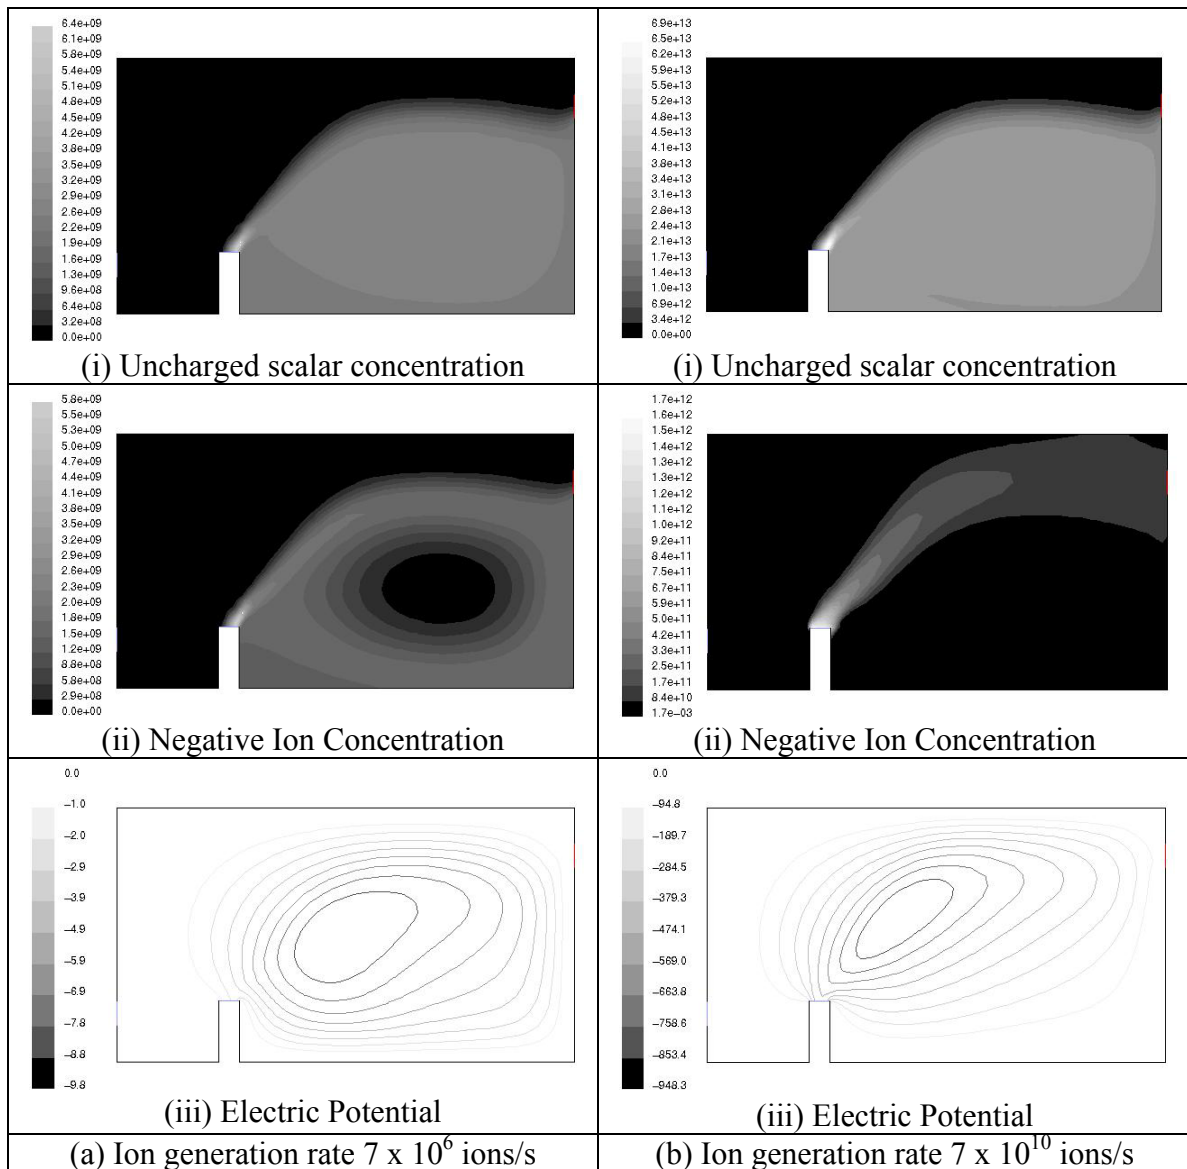 6.4e+09
6.1e+09
5.8e+09
5.4e+09
5.1e+09
4.8e+09
4.5e+09
4.2e+09
3.8e+09
3.5e+09
3.2e+09
2.9e+09
2.6e+09
2.2e+09
1.9e+09
1.6e+09
1.3e+09
9.6e+08
6.4e+08
3.2e+08
0.0e+00
(i) Uncharged scalar concentration
6.9e+13
6.5e+13
6.2e+13
5.9e+13
5.5e+13
5.2e+13
4.8e+13
4.5e+13
4.1e+13
3.8e+13
3.4e+13
3.1e+13
2.8e+13
2.4e+13
2.1e+13
1.7e+13
1.4e+13
1.0e+13
6.9e+12
3.4e+12
0.0e+00
(i) Uncharged scalar concentration
5.8e+09
5.5e+09
5.3e+09
5.0e+09
4.7e+09
4.4e+09
4.1e+09
3.8e+09
3.5e+09
3.2e+09
2.9e+09
2.6e+09
2.3e+09
2.0e+09
1.8e+09
1.5e+09
1.2e+09
8.8e+08
5.8e+08
2.9e+08
0.0e+00
(ii) Negative Ion Concentration
1.7e+12
1.6e+12
1.5e+12
1.4e+12
1.3e+12
1.3e+12
1.2e+12
1.1e+12
1.0e+12
9.2e+11
8.4e+11
7.5e+11
6.7e+11
5.9e+11
5.0e+11
4.2e+11
3.3e+11
2.5e+11
1.7e+11
8.4e+10
1.7e−03
(ii) Negative Ion Concentration
0.0
−1.0
−2.0
−2.9
−3.9
−4.9
−5.9
−6.9
−7.8
−8.8
−9.8
(iii) Electric Potential
0.0
−94.8
−189.7
−284.5
−379.3
−474.1
−569.0
−663.8
−758.6
−853.4
−948.3
(iii) Electric Potential
(a) Ion generation rate 7 x 10⁶ ions/s
(b) Ion generation rate 7 x 10¹⁰ ions/s